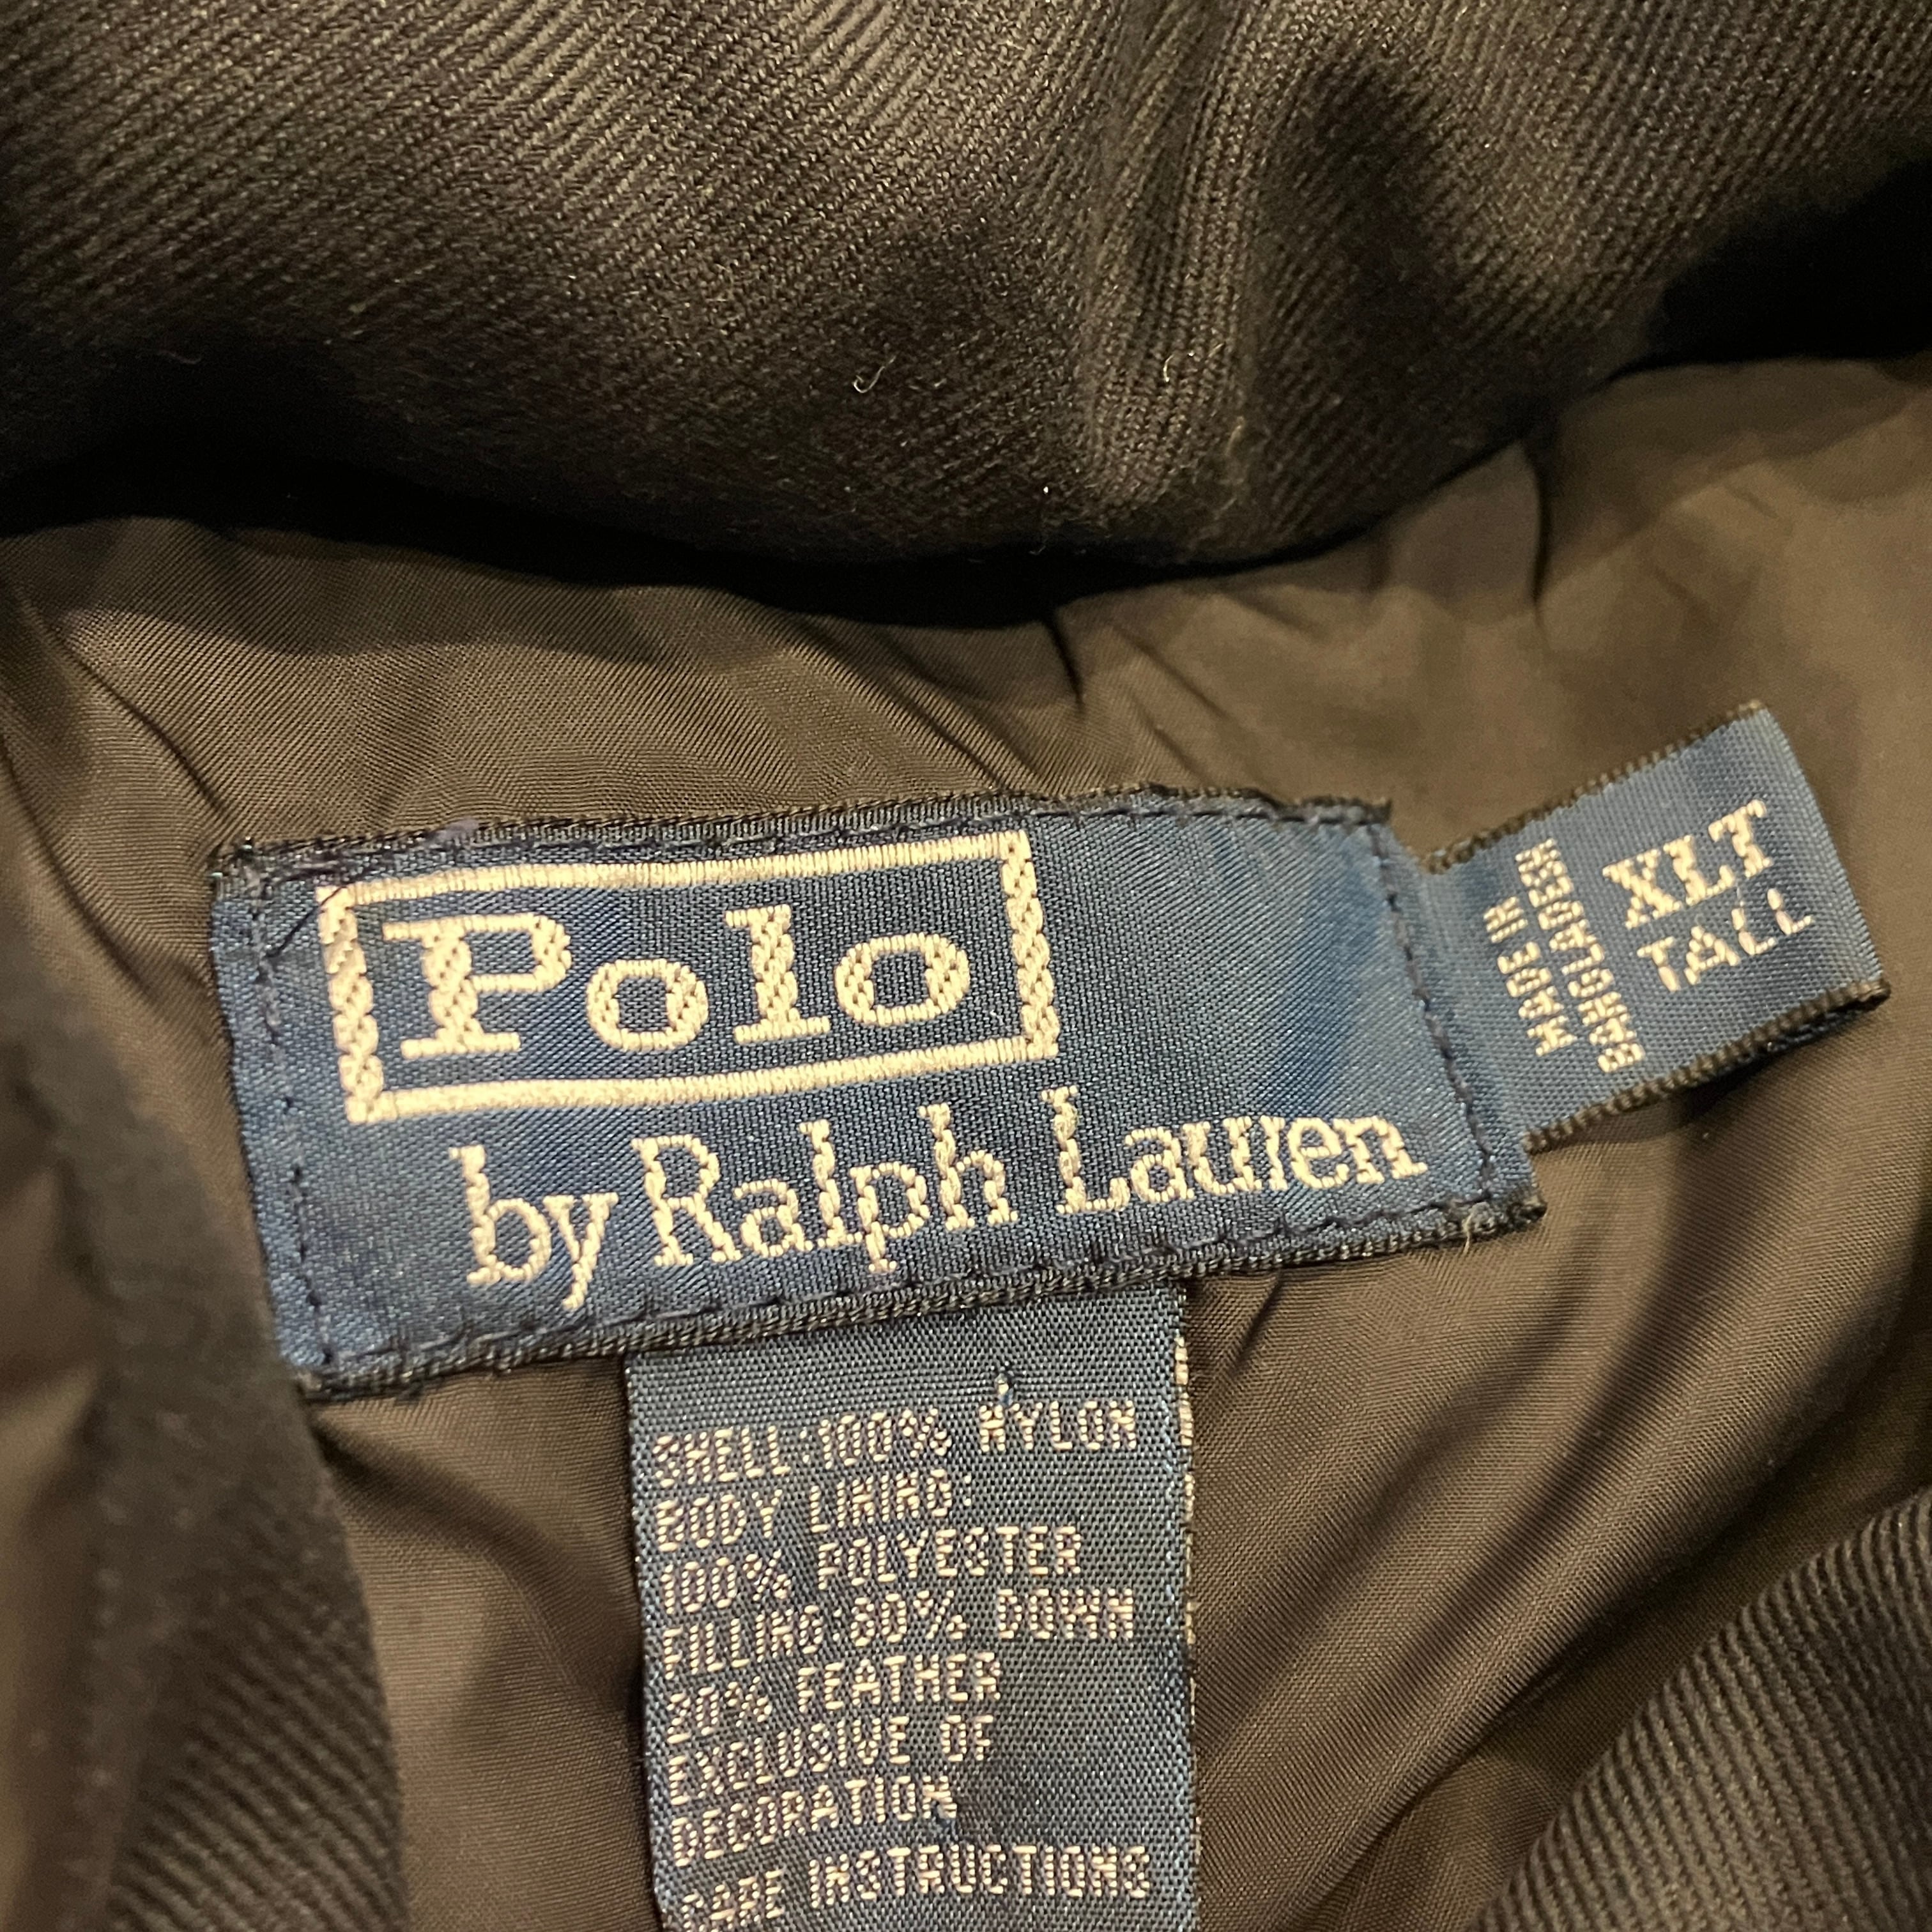 Polo
by Ralph Lauren
XLT
TALL
MADE IN
BANGLADESH
SHELL:100% NYLON
BODY LINING:
100% POLYESTER
FILLING:80% DOWN
20% FEATHER
EXCLUSIVE OF
DECORATION
CARE INSTRUCTIONS